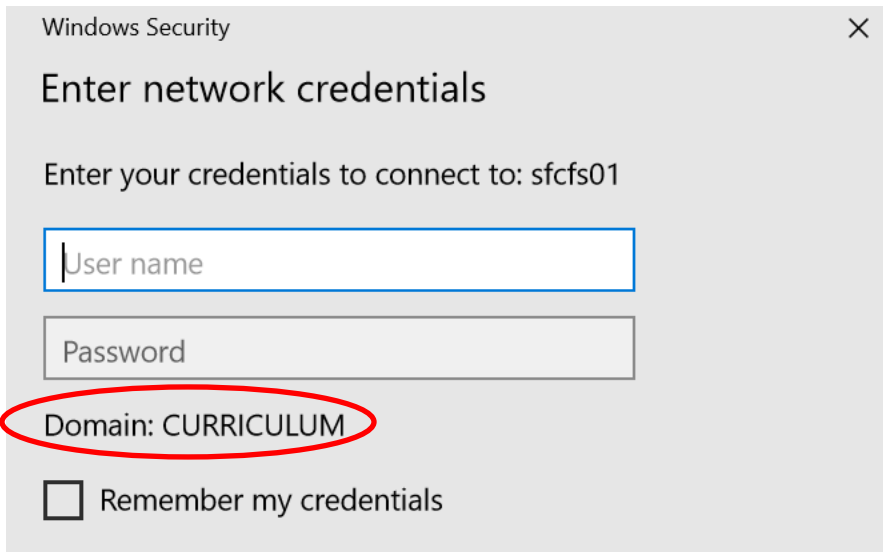 Windows Security
Enter network credentials
Enter your credentials to connect to: sfcfs01
User name
Password
Domain: CURRICULUM
Remember my credentials